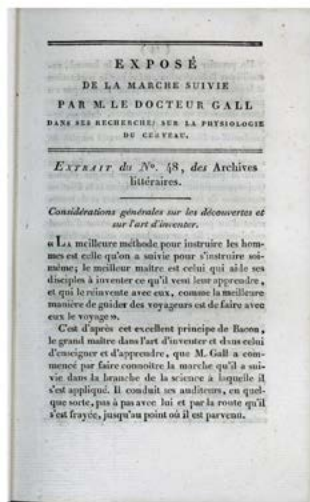 EXPOSÉ
DE LA MARCHE SUIVIE
PAR M. LE DOCTEUR GALL
DANS SES RECHERCHES SUR LA PHYSIOLOGIE
DU CERVEAU.
EXTRAIT du Nº. 48, des Archives
littéraires.
Considérations générales sur les découvertes et
sur l'art d'inventer.
« LA meilleure méthode pour instruire les hom-
mes est celle qu'on a suivie pour s'instruire soi-
même; le meilleur maître est celui qui aide ses
disciples à inventer ce qu'il veut leur apprendre,
et qui le réinvente avec eux, comme la meilleure
manière de guider des voyageurs est de faire avec
eux le voyage ».
C'est d'après cet excellent principe de Bacon,
le grand maître dans l'art d'inventer et dans celui
d'enseigner et d'apprendre, que M. Gall a com-
mencé par faire connoître la marche qu'il a sui-
vie dans la branche de la science à laquelle il
s'est appliqué. Il conduit ses auditeurs, en quel-
que sorte, pas à pas avec lui et par la route qu'il
s'est frayée, jusqu'au point où il est parvenu.